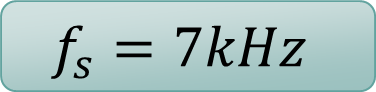 fₛ = 7kHz